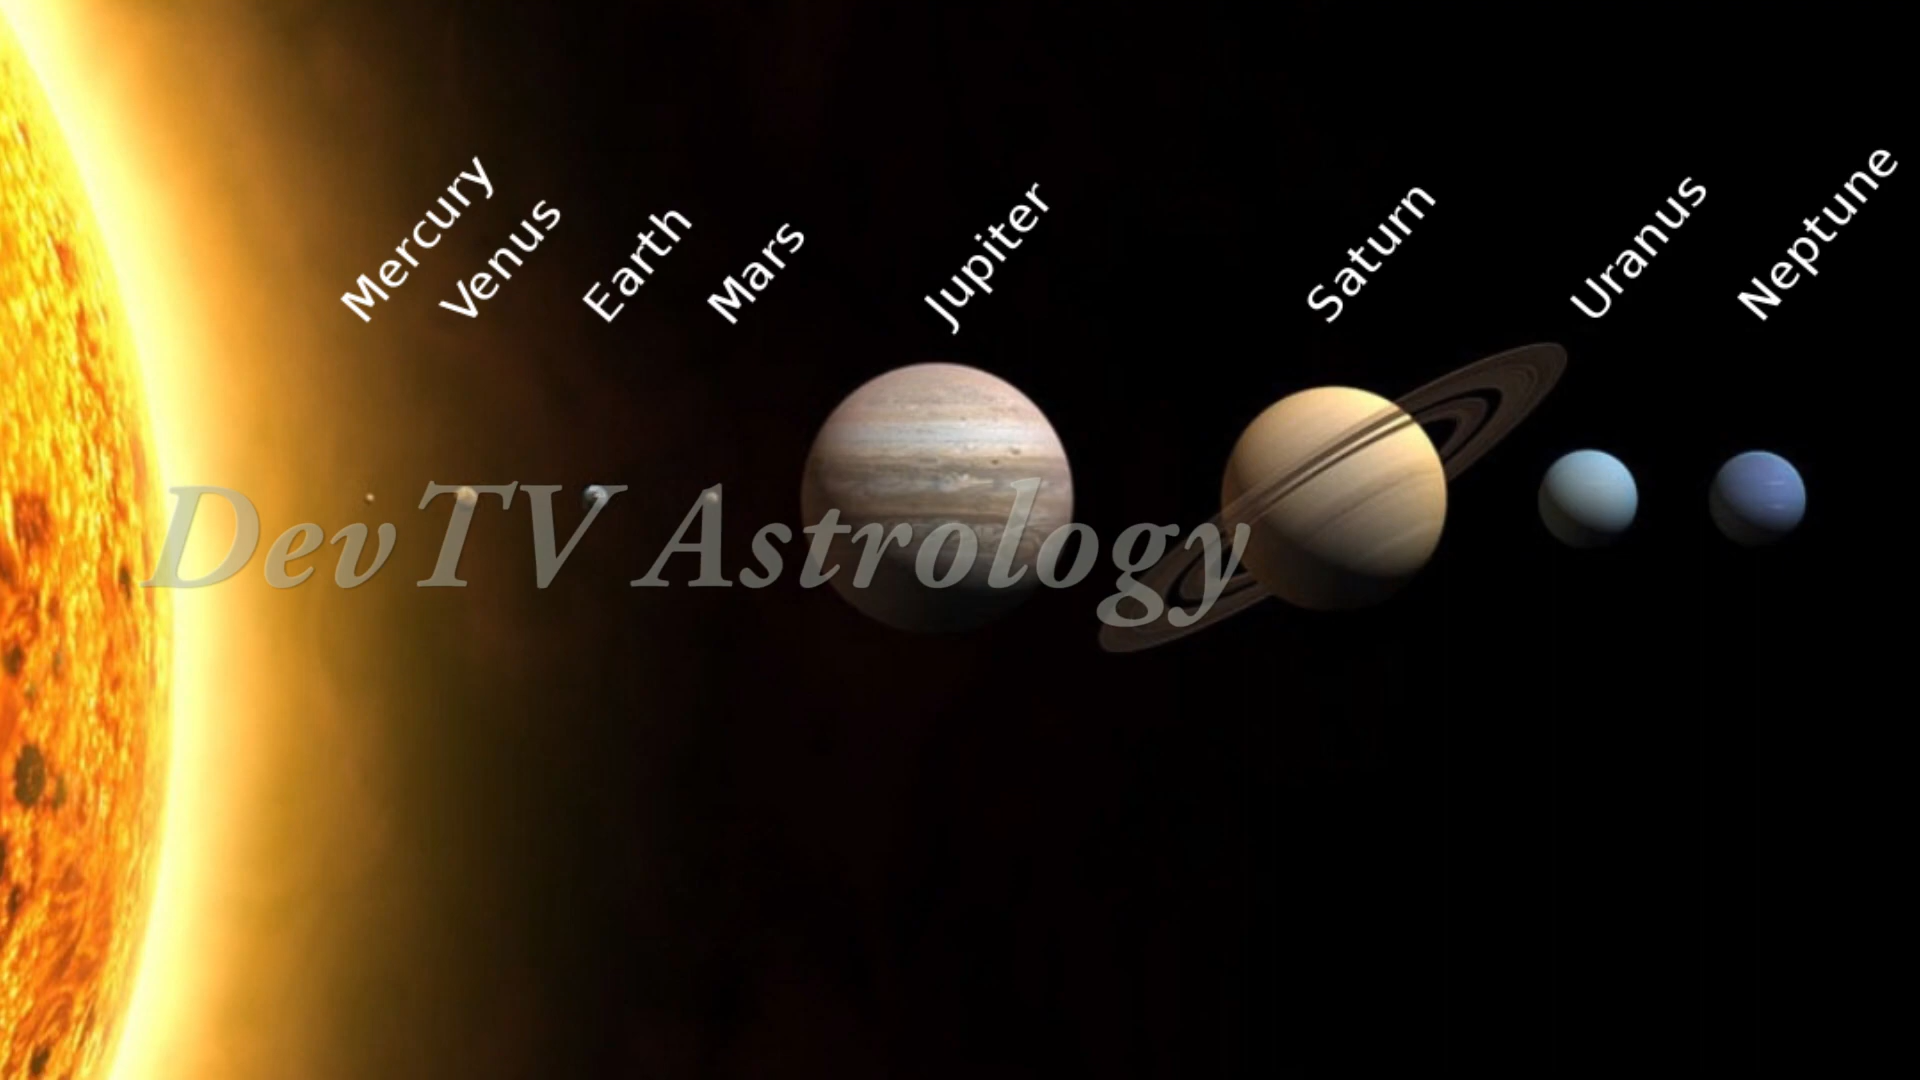 Mercury
Venus
Earth
Mars
Jupiter
Saturn
Uranus
Neptune
DevTV Astrology